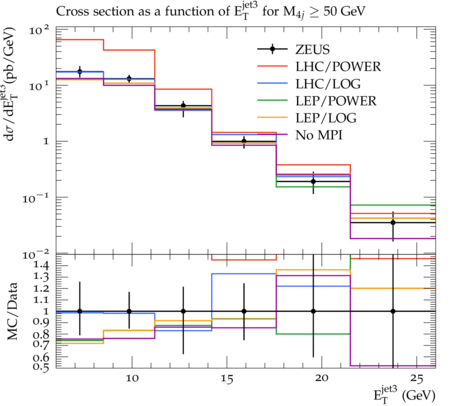 Cross section as a function of E_T^jet3 for M_4j ≥ 50 GeV
dσ/dE_T^jet3 (pb/GeV)
10^2
10^1
1
10^−1
10^−2
ZEUS
LHC/POWER
LHC/LOG
LEP/POWER
LEP/LOG
No MPI
MC/Data
1.4
1.3
1.2
1.1
1
0.9
0.8
0.7
0.6
0.5
10 15 20 25
E_T^jet3 (GeV)